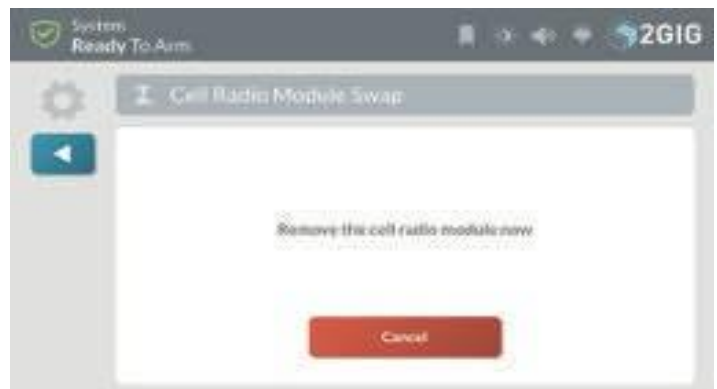 System
Ready To Arm
2GIG
Cell Radio Module Swap
Remove the cell radio module now
Cancel